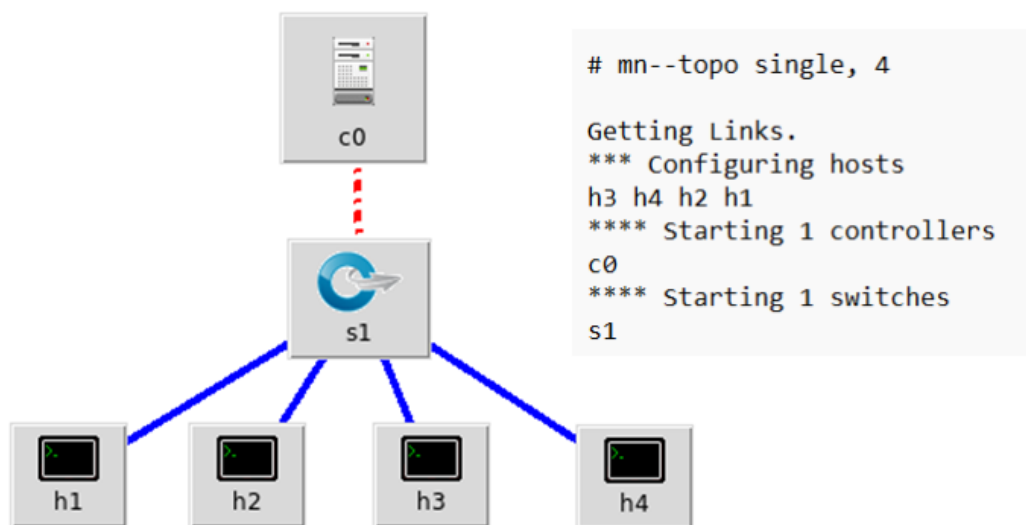 c0
s1
h1
h2
h3
h4
# mn--topo single, 4
Getting Links.
*** Configuring hosts
h3 h4 h2 h1
**** Starting 1 controllers
c0
**** Starting 1 switches
s1